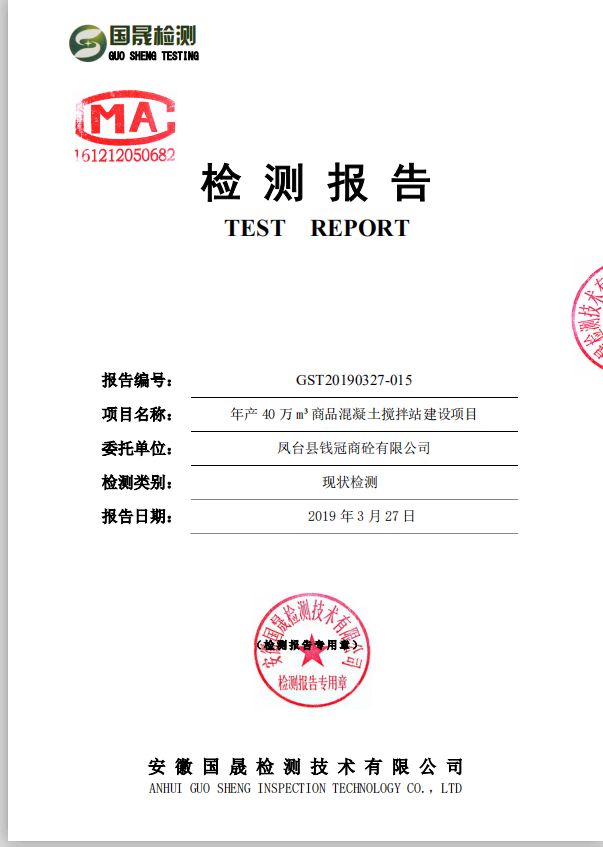 国晟检测
GUO SHENG TESTING
MA
161212050682
检测报告
TEST REPORT
报告编号： GST20190327-015
项目名称： 年产 40 万 m³ 商品混凝土搅拌站建设项目
委托单位： 凤台县钱冠商砼有限公司
检测类别： 现状检测
报告日期： 2019 年 3 月 27 日
安徽国晟检测技术有限公司
（检测报告专用章）
检测报告专用章
安徽国晟检测技术有限公司
ANHUI GUO SHENG INSPECTION TECHNOLOGY CO.，LTD